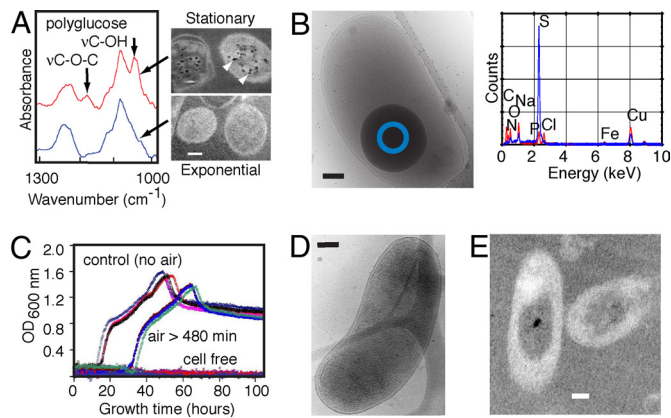 A
polyglucose
Stationary
νC-OH
νC-O-C
Absorbance
1300
1000
Wavenumber (cm-1)
Exponential
B
S
Counts
C
Na
O
N
P
Cl
Fe
Cu
0
2
4
6
8
10
Energy (keV)
C
2.0
1.6
1.2
0.8
0.4
OD 600 nm
control (no air)
air > 480 min
cell free
0
20
40
60
80
100
Growth time (hours)
D
E